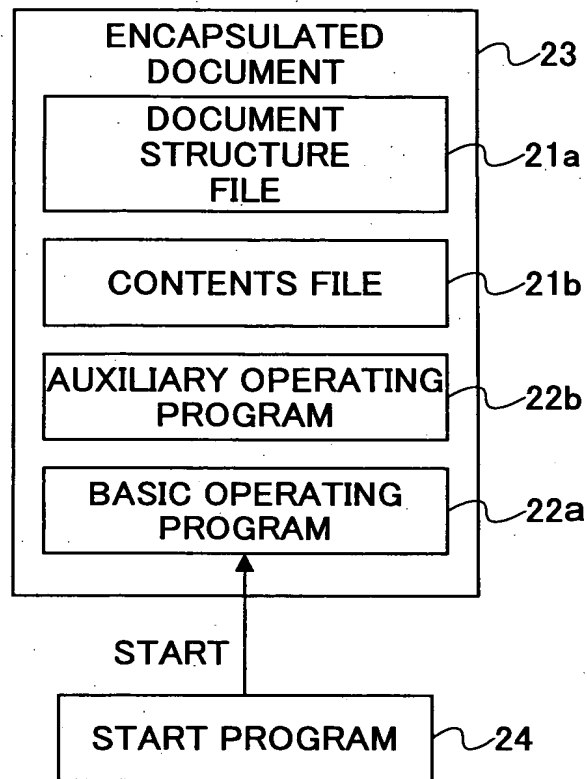 ENCAPSULATED
DOCUMENT
23
DOCUMENT
STRUCTURE
FILE
21a
CONTENTS FILE
21b
AUXILIARY OPERATING
PROGRAM
22b
BASIC OPERATING
PROGRAM
22a
START
START PROGRAM
24